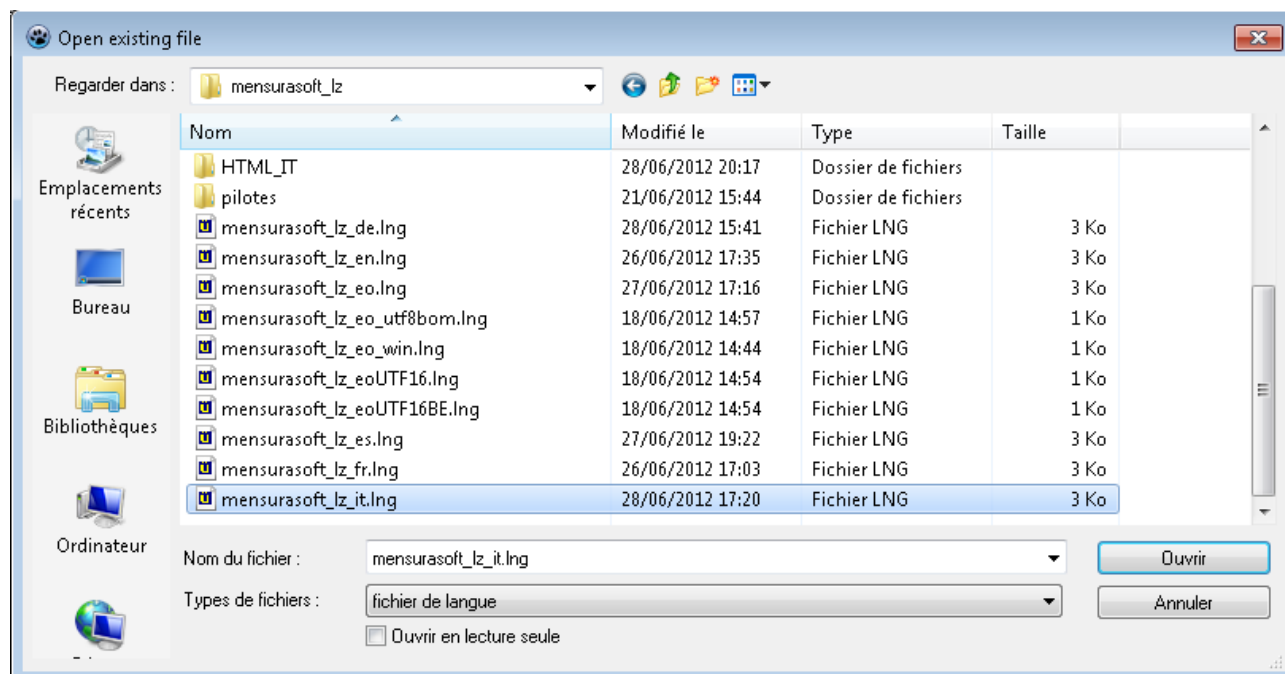 Open existing file
Regarder dans :
mensurasoft_lz
Emplacements récents
Bureau
Bibliothèques
Ordinateur
Nom Modifié le Type Taille
HTML_IT 28/06/2012 20:17 Dossier de fichiers
pilotes 21/06/2012 15:44 Dossier de fichiers
mensurasoft_lz_de.lng 28/06/2012 15:41 Fichier LNG 3 Ko
mensurasoft_lz_en.lng 26/06/2012 17:35 Fichier LNG 3 Ko
mensurasoft_lz_eo.lng 27/06/2012 17:16 Fichier LNG 3 Ko
mensurasoft_lz_eo_utf8bom.lng 18/06/2012 14:57 Fichier LNG 1 Ko
mensurasoft_lz_eo_win.lng 18/06/2012 14:44 Fichier LNG 1 Ko
mensurasoft_lz_eoUTF16.lng 18/06/2012 14:54 Fichier LNG 1 Ko
mensurasoft_lz_eoUTF16BE.lng 18/06/2012 14:54 Fichier LNG 1 Ko
mensurasoft_lz_es.lng 27/06/2012 19:22 Fichier LNG 3 Ko
mensurasoft_lz_fr.lng 26/06/2012 17:03 Fichier LNG 3 Ko
mensurasoft_lz_it.lng 28/06/2012 17:20 Fichier LNG 3 Ko
Nom du fichier : mensurasoft_lz_it.lng Ouvrir
Types de fichiers : fichier de langue Annuler
Ouvrir en lecture seule